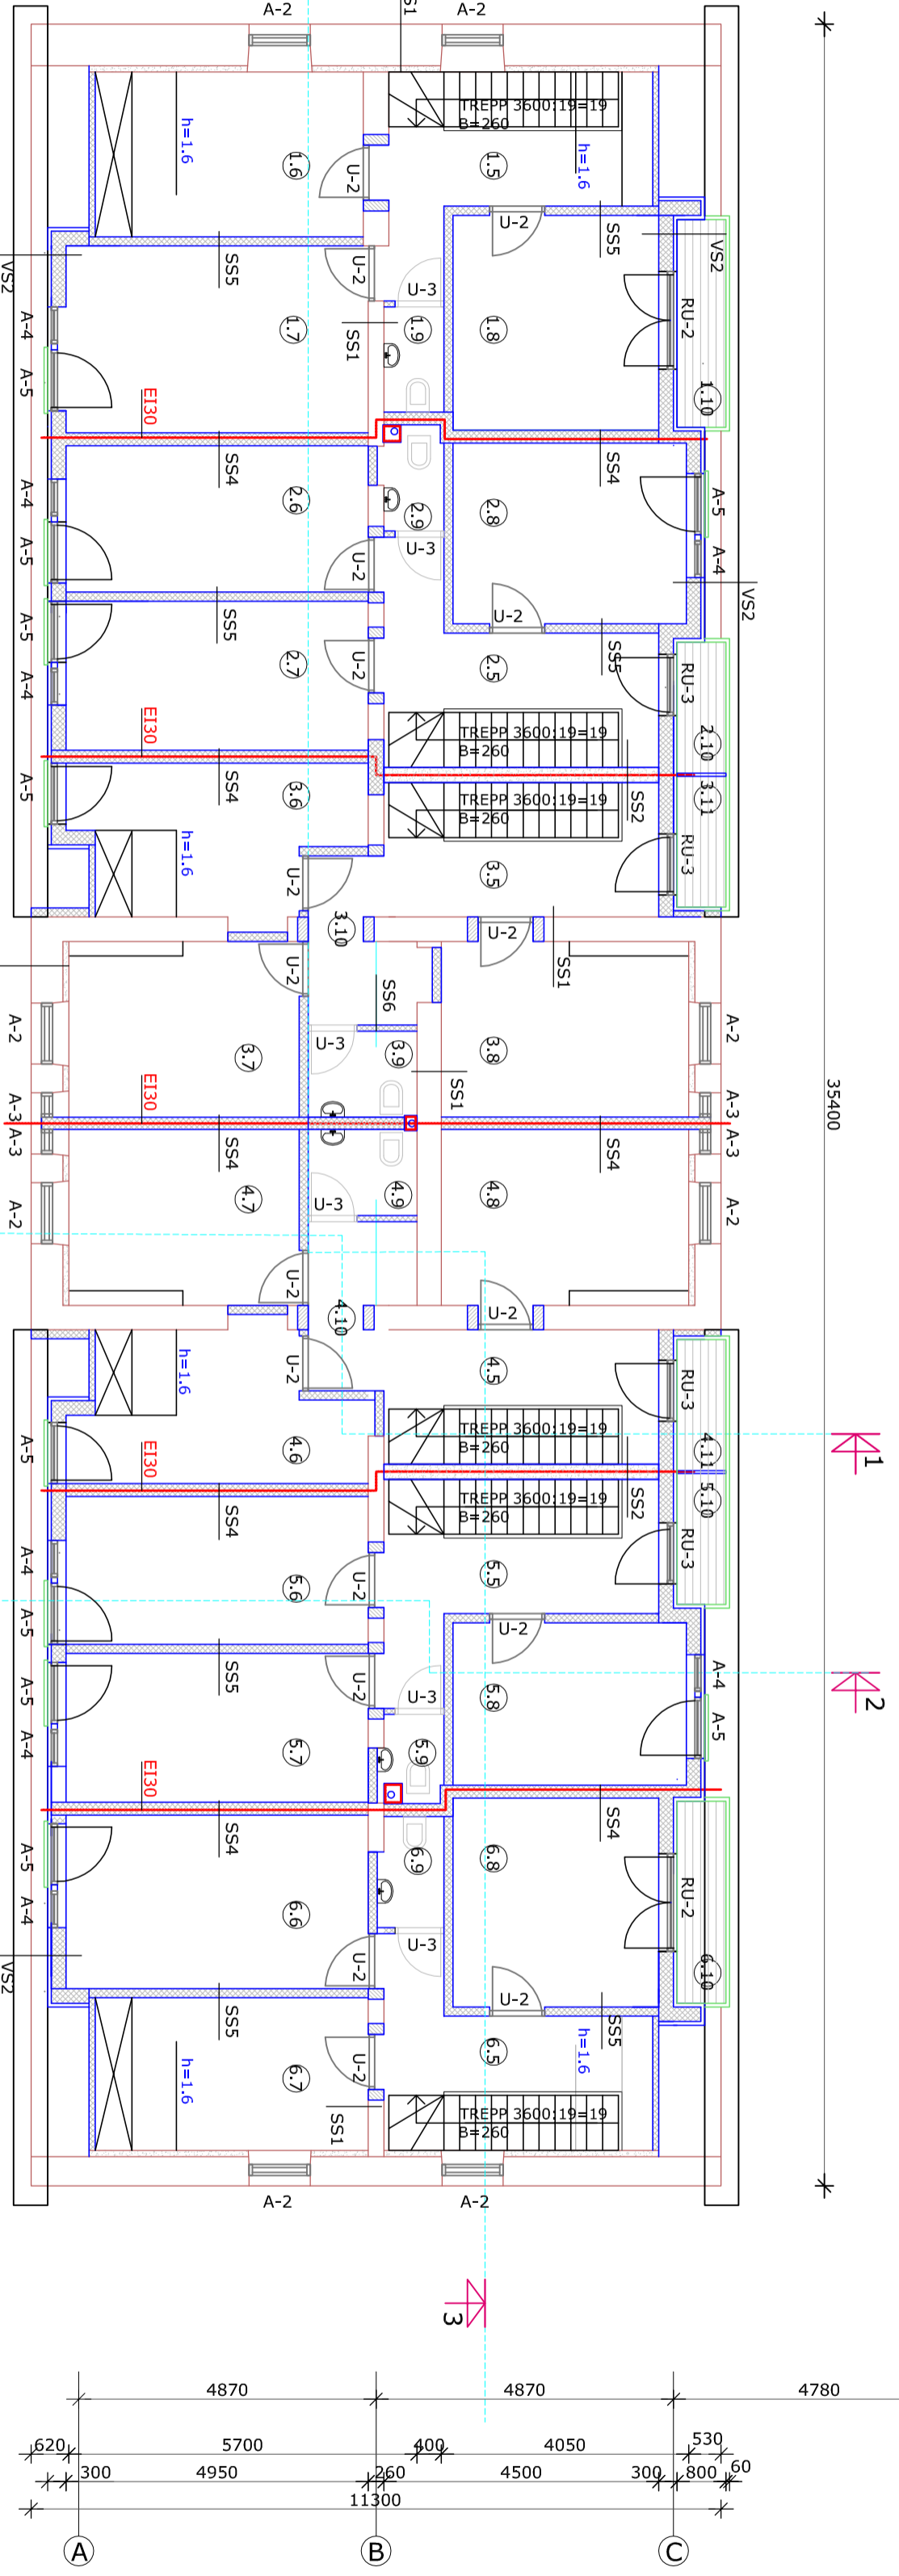 A-2
A-2
S1
TREPP 3600:19=19
B=260
h=1.6
h=1.6
1.6
1.5
U-2
U-2
SS5
SS5
VS2
VS2
U-2
U-3
RU-2
A-4
1.7
SS1
1.9
1.8
A-5
EI30
1.10
SS4
SS4
A-4
2.6
2.9
2.8
A-5
A-5
U-2
U-3
A-4
VS2
A-5
SS5
U-2
SS5
A-4
2.7
U-2
2.5
RU-3
EI30
TREPP 3600:19=19
B=260
2.10
A-5
SS4
3.6
TREPP 3600:19=19
B=260
SS2
3.11
h=1.6
U-2
3.5
RU-3
3.10
U-2
U-2
SS6
SS1
A-2
3.7
U-3
3.9
3.8
A-2
35400
EI30
SS1
A-3
A-3
A-3
A-3
SS4
SS4
4.7
U-3
4.9
4.8
A-2
A-2
U-2
4.10
U-2
h=1.6
U-2
4.5
RU-3
A-5
EI30
4.6
TREPP 3600:19=19
B=260
4.11
1
SS4
TREPP 3600:19=19
B=260
SS2
5.10
A-4
5.6
U-2
5.5
RU-3
A-5
SS5
U-2
A-5
U-2
U-3
5.8
A-4
2
A-4
5.7
5.9
A-5
EI30
SS4
SS4
A-5
6.9
6.8
RU-2
A-4
6.6
U-3
VS2
U-2
U-2
6.10
SS5
SS5
h=1.6
6.7
U-2
6.5
h=1.6
SS1
TREPP 3600:19=19
B=260
A-2
A-2
3
4870
4870
4780
620
5700
400
4050
530
300
4950
260
4500
300
800
60
11300
A
B
C